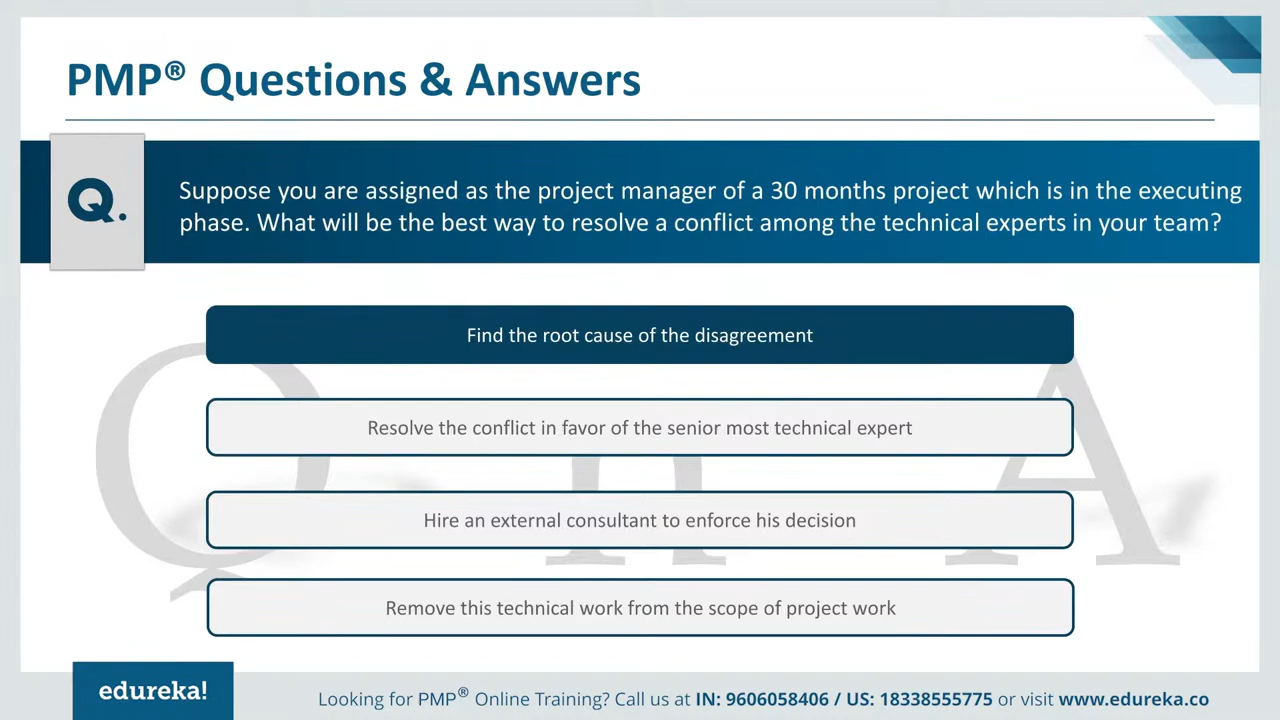 PMP® Questions & Answers
Q.
Suppose you are assigned as the project manager of a 30 months project which is in the executing
phase. What will be the best way to resolve a conflict among the technical experts in your team?
Find the root cause of the disagreement
Resolve the conflict in favor of the senior most technical expert
Hire an external consultant to enforce his decision
Remove this technical work from the scope of project work
Q n A
edureka!
Looking for PMP® Online Training? Call us at IN: 9606058406 / US: 18338555775 or visit www.edureka.co